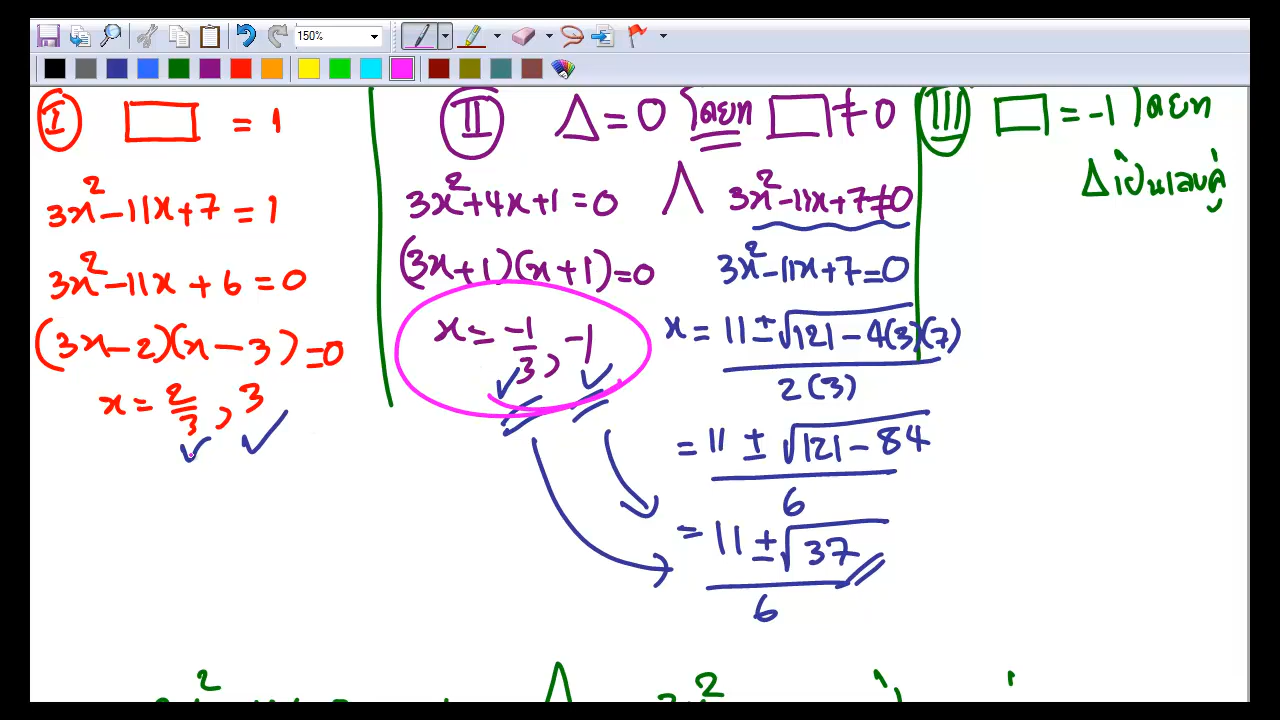 150%
I □ = 1
3x² - 11x + 7 = 1
3x² - 11x + 6 = 0
(3x - 2)(x - 3) = 0
x = 2/3, 3
II Δ = 0 โดยที่ □ ≠ 0
3x² + 4x + 1 = 0 ∧ 3x² - 11x + 7 ≠ 0
(3x + 1)(x + 1) = 0
x = -1/3, -1
3x² - 11x + 7 = 0
x = 11 ± √121 - 4(3)(7) / 2(3)
= 11 ± √121 - 84 / 6
= 11 ± √37 / 6
III □ = -1 โดยที่
Δ เป็นเลขคู่